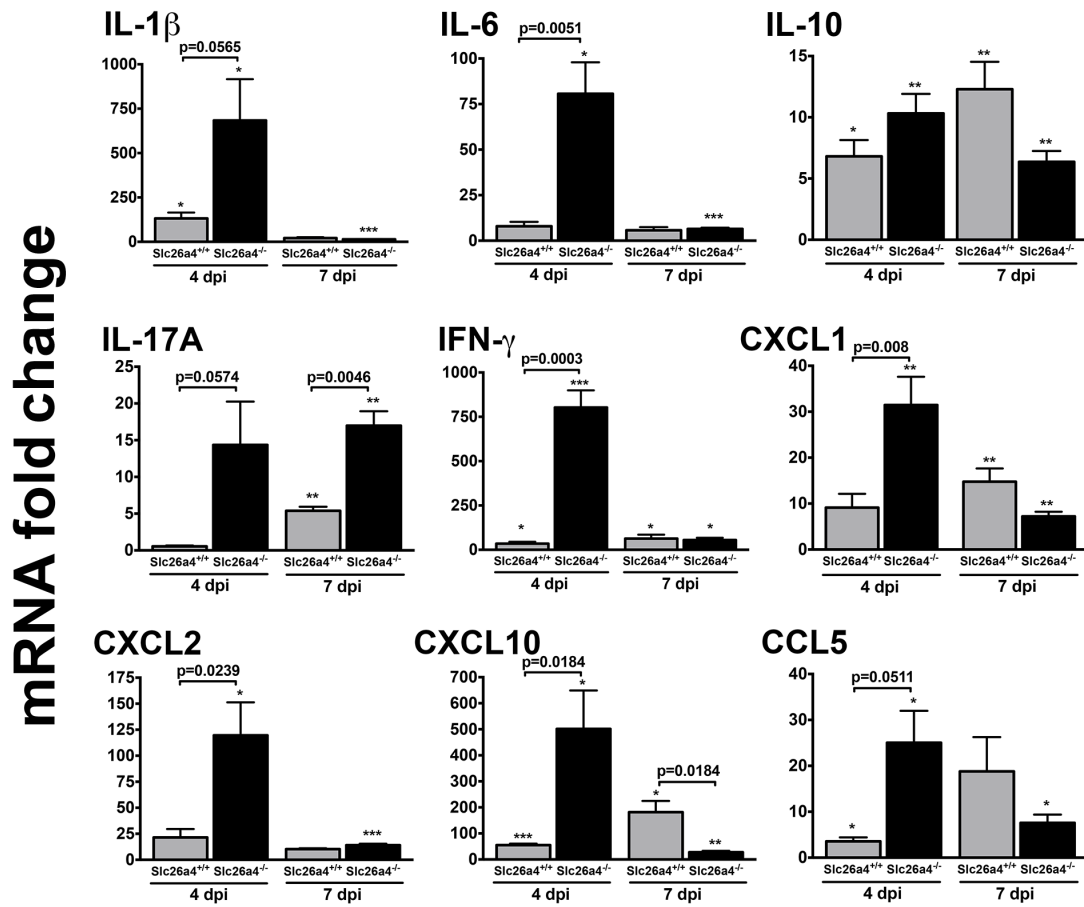 mRNA fold change
IL-1β
p=0.0565
1000
750
500
250
0
*
*
***
Slc26a4+/+ Slc26a4-/- Slc26a4+/+ Slc26a4-/-
4 dpi 7 dpi
IL-6
p=0.0051
100
80
60
40
20
0
*
***
Slc26a4+/+ Slc26a4-/- Slc26a4+/+ Slc26a4-/-
4 dpi 7 dpi
IL-10
15
10
5
0
*
**
**
**
Slc26a4+/+ Slc26a4-/- Slc26a4+/+ Slc26a4-/-
4 dpi 7 dpi
IL-17A
p=0.0574 p=0.0046
25
20
15
10
5
0
**
**
Slc26a4+/+ Slc26a4-/- Slc26a4+/+ Slc26a4-/-
4 dpi 7 dpi
IFN-γ
p=0.0003
1000
750
500
250
0
*
***
*
*
Slc26a4+/+ Slc26a4-/- Slc26a4+/+ Slc26a4-/-
4 dpi 7 dpi
CXCL1
p=0.008
40
30
20
10
0
**
**
**
Slc26a4+/+ Slc26a4-/- Slc26a4+/+ Slc26a4-/-
4 dpi 7 dpi
CXCL2
p=0.0239
175
150
125
100
75
50
25
0
*
***
Slc26a4+/+ Slc26a4-/- Slc26a4+/+ Slc26a4-/-
4 dpi 7 dpi
CXCL10
p=0.0184
p=0.0184
700
600
500
400
300
200
100
0
***
*
*
**
Slc26a4+/+ Slc26a4-/- Slc26a4+/+ Slc26a4-/-
4 dpi 7 dpi
CCL5
p=0.0511
40
30
20
10
0
*
*
*
Slc26a4+/+ Slc26a4-/- Slc26a4+/+ Slc26a4-/-
4 dpi 7 dpi